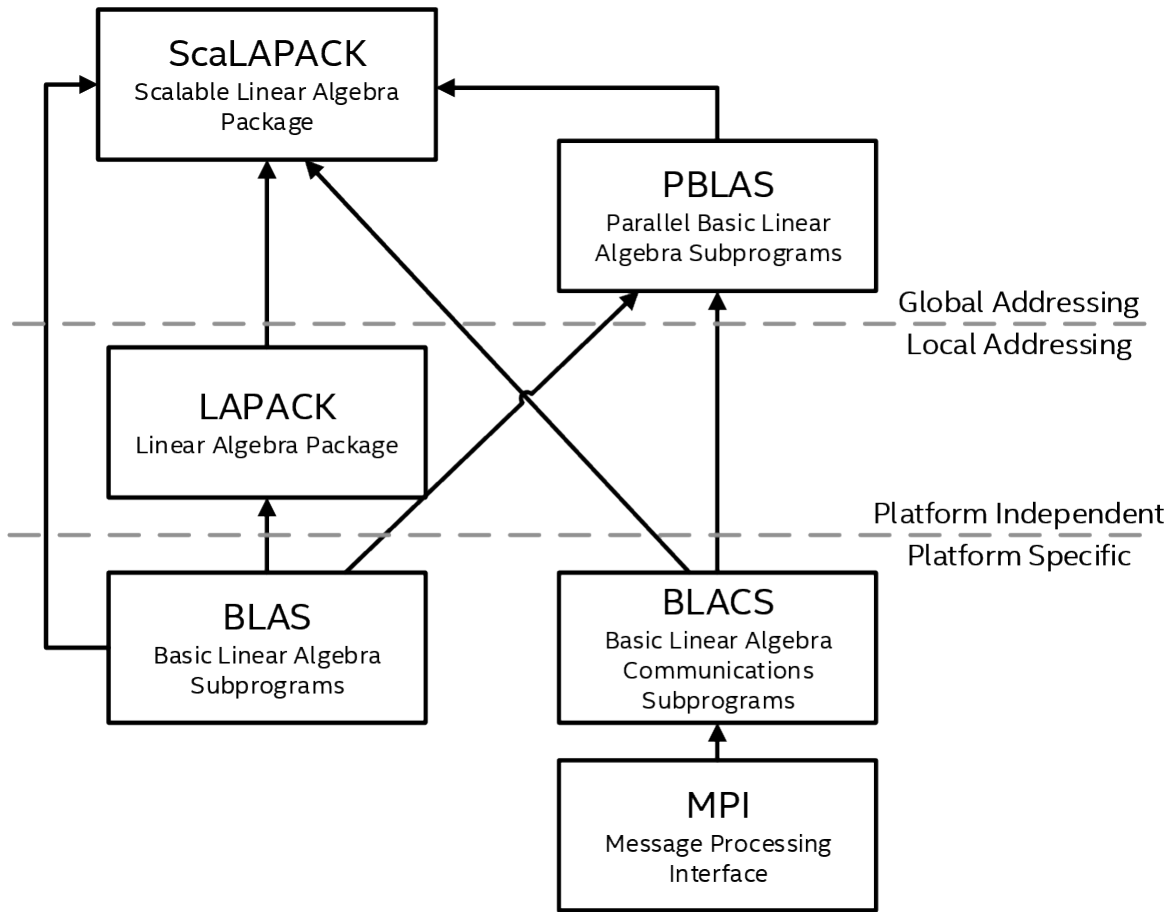 ScaLAPACK
Scalable Linear Algebra
Package
PBLAS
Parallel Basic Linear
Algebra Subprograms
Global Addressing
Local Addressing
LAPACK
Linear Algebra Package
Platform Independent
Platform Specific
BLAS
Basic Linear Algebra
Subprograms
BLACS
Basic Linear Algebra
Communications
Subprograms
MPI
Message Processing
Interface